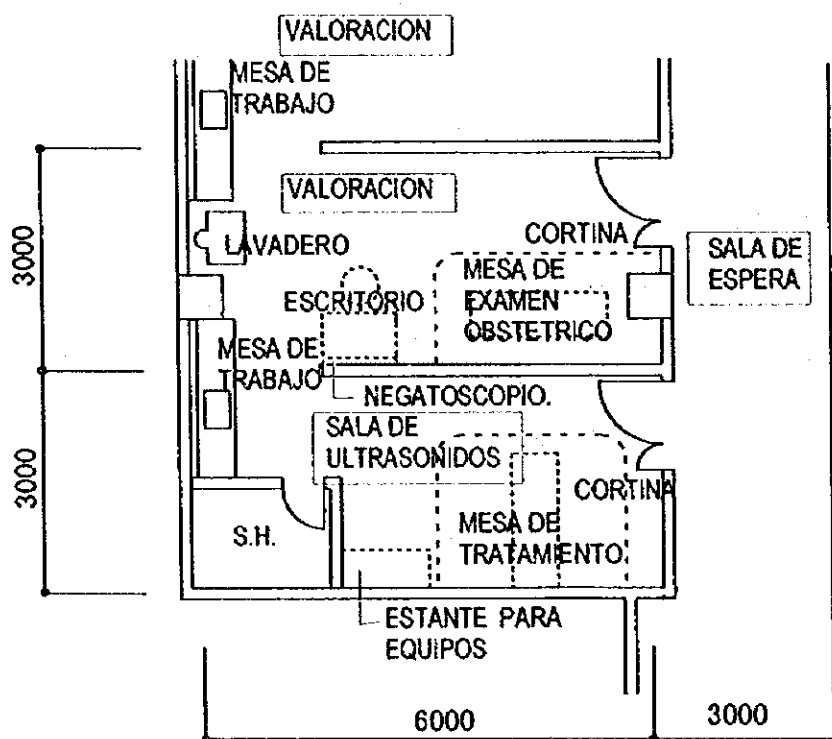 VALORACION
MESA DE
TRABAJO
VALORACION
3000
LAVADERO
CORTINA
SALA DE
ESPERA
ESCRITORIO
MESA DE
EXAMEN
OBSTETRICO
MESA DE
TRABAJO
NEGATOSCOPIO.
SALA DE
ULTRASONIDOS
3000
CORTINA
S.H.
MESA DE
TRATAMIENTO
ESTANTE PARA
EQUIPOS
6000
3000